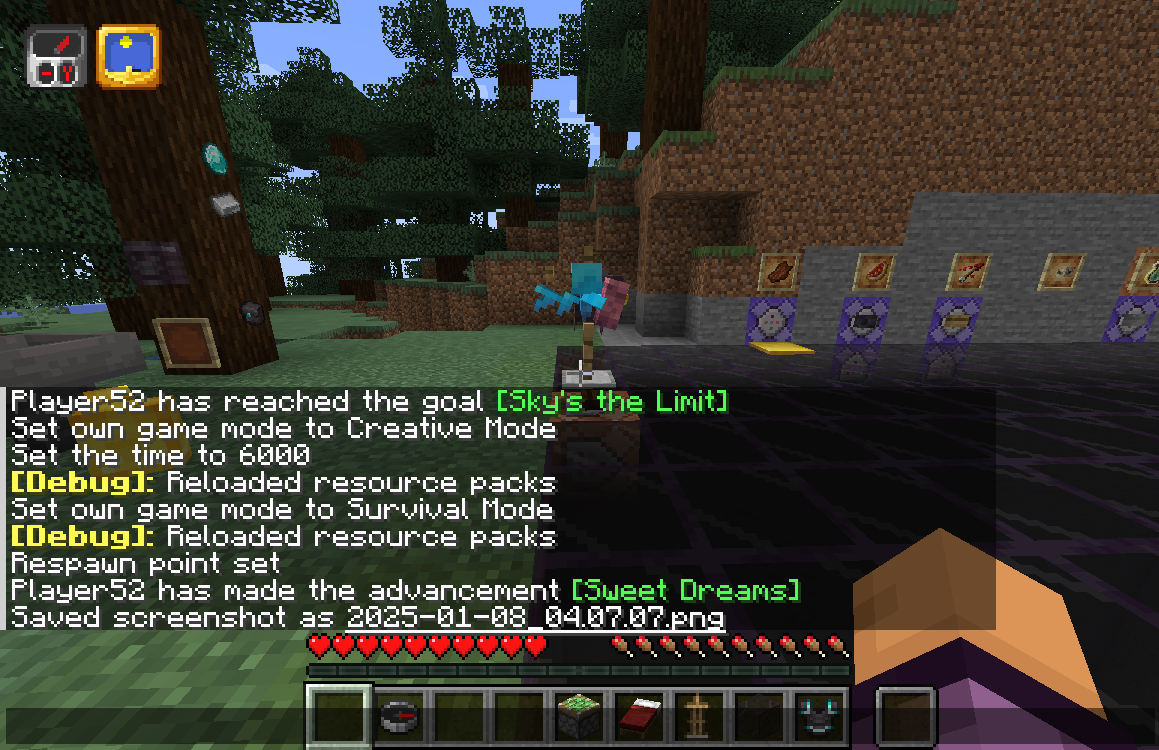 Player52 has reached the goal [Sky's the Limit]
Set own game mode to Creative Mode
Set the time to 6000
[Debug]: Reloaded resource packs
Set own game mode to Survival Mode
[Debug]: Reloaded resource packs
Respawn point set
Player52 has made the advancement [Sweet Dreams]
Saved screenshot as 2025-01-08_04.07.07.png